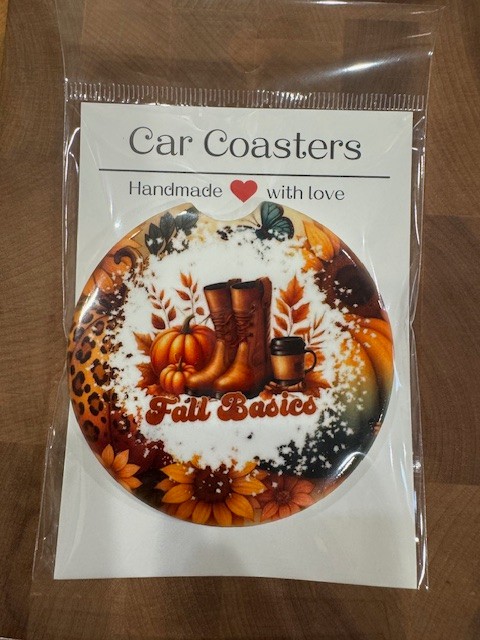 Car Coasters
Handmade ❤ with love
Fall Basics